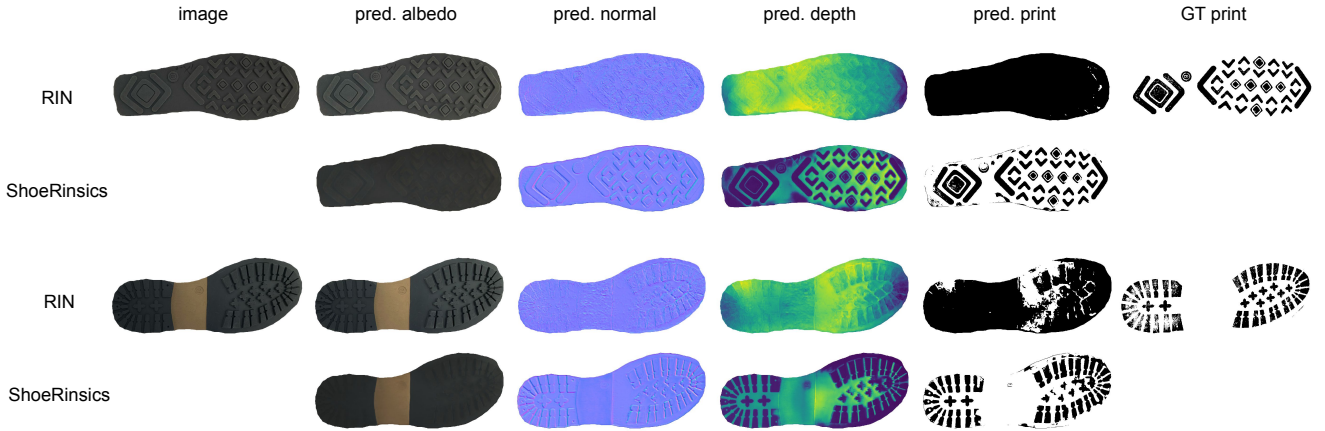 image pred. albedo pred. normal pred. depth pred. print GT print
RIN
ShoeRinsics
RIN
ShoeRinsics